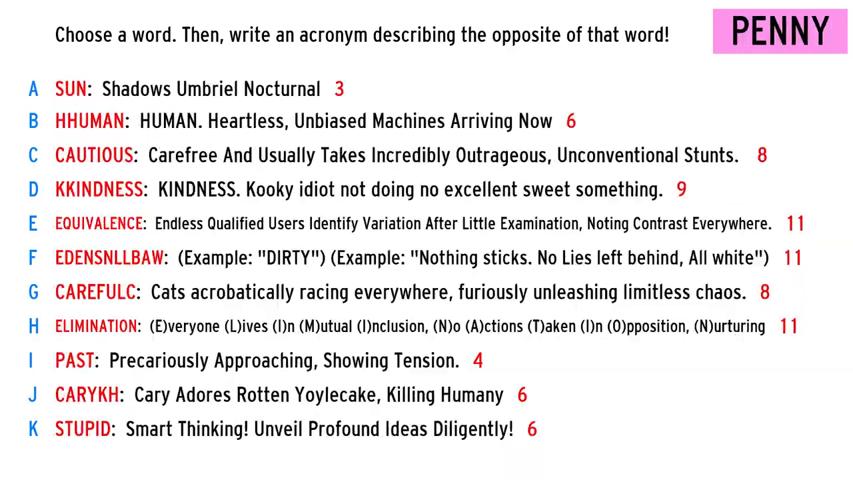 Choose a word. Then, write an acronym describing the opposite of that word!
PENNY
A SUN: Shadows Umbriel Nocturnal 3
B HHUMAN: HUMAN. Heartless, Unbiased Machines Arriving Now 6
C CAUTIOUS: Carefree And Usually Takes Incredibly Outrageous, Unconventional Stunts. 8
D KKINDNESS: KINDNESS. Kooky idiot not doing no excellent sweet something. 9
E EQUIVALENCE: Endless Qualified Users Identify Variation After Little Examination, Noting Contrast Everywhere. 11
F EDENSNLLBAW: (Example: "DIRTY") (Example: "Nothing sticks. No Lies left behind, All white") 11
G CAREFULC: Cats acrobatically racing everywhere, furiously unleashing limitless chaos. 8
H ELIMINATION: (E)veryone (L)ives (I)n (M)utual (I)nclusion, (N)o (A)ctions (T)aken (I)n (O)pposition, (N)urturing 11
I PAST: Precariously Approaching, Showing Tension. 4
J CARYKH: Cary Adores Rotten Yoylecake, Killing Humany 6
K STUPID: Smart Thinking! Unveil Profound Ideas Diligently! 6